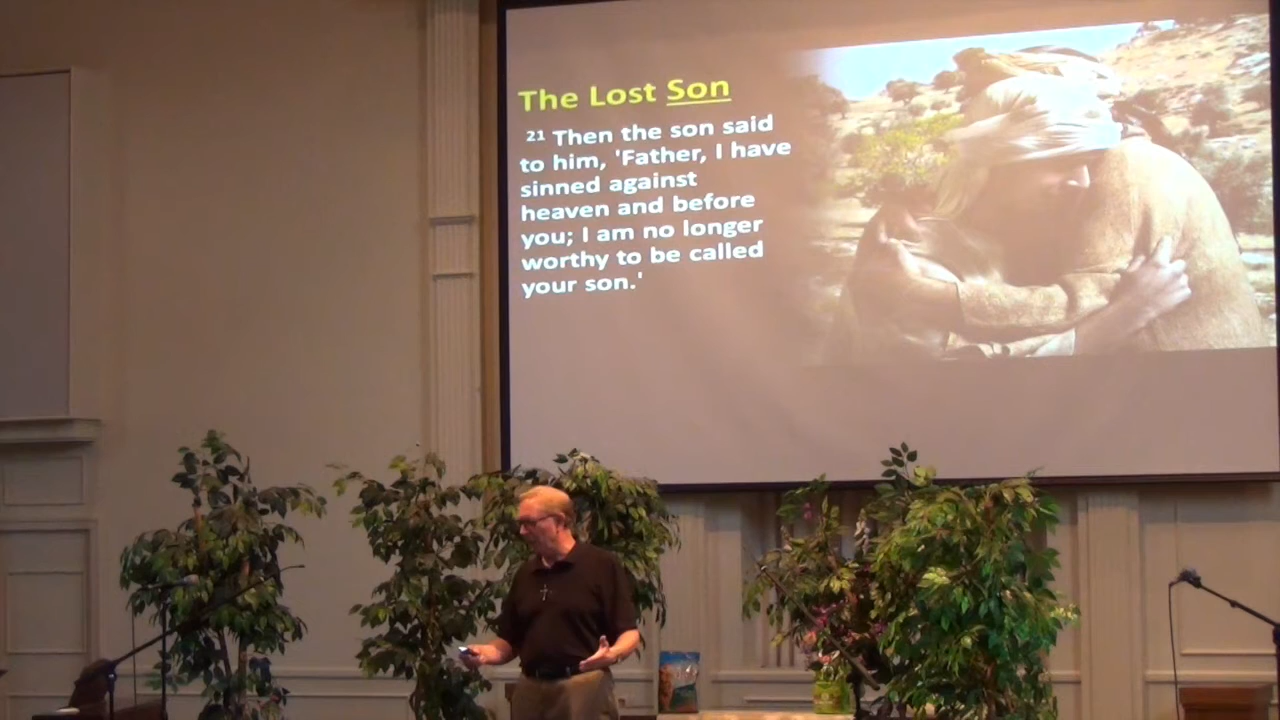 The Lost Son
21 Then the son said
to him, 'Father, I have
sinned against
heaven and before
you; I am no longer
worthy to be called
your son.'